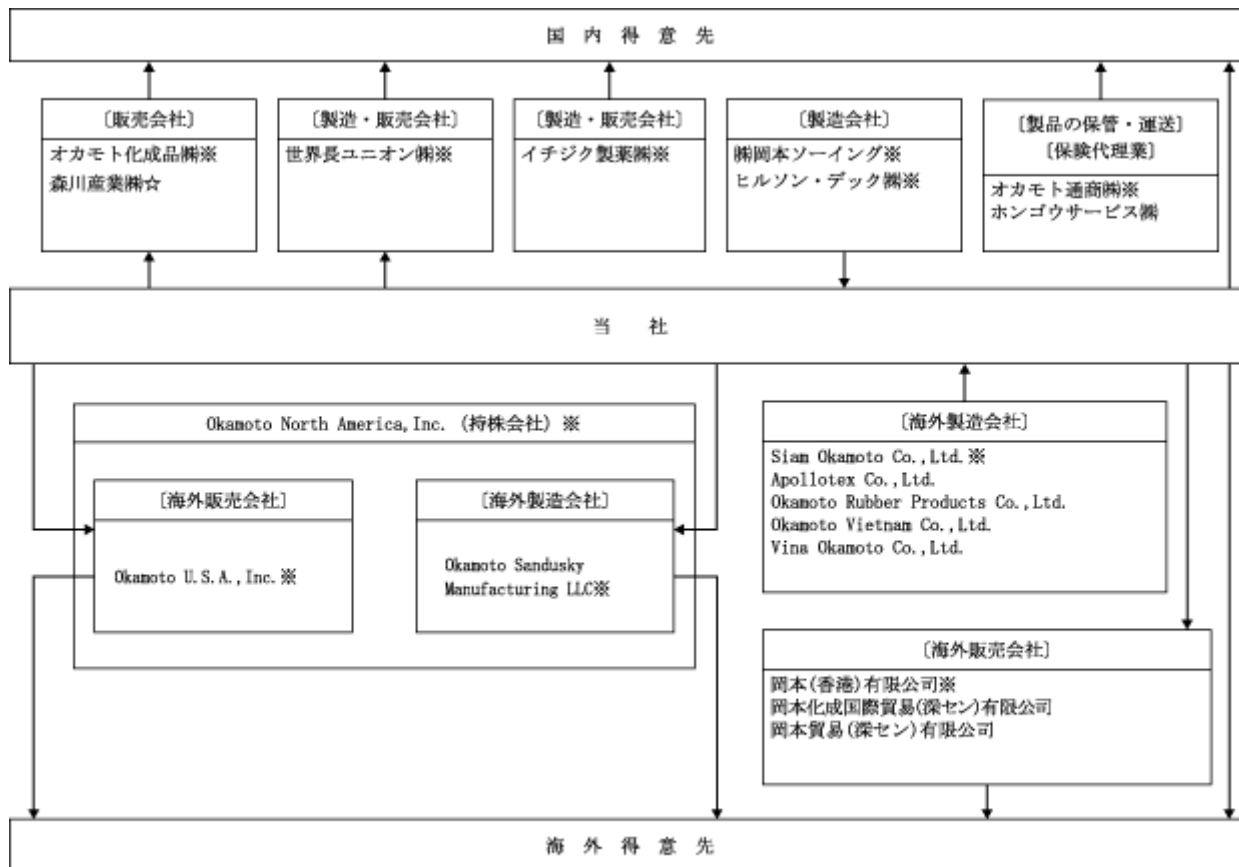 国内得意先
〔販売会社〕
オカモト化成品㈱※
森川産業㈱☆
〔製造・販売会社〕
世界長ユニオン㈱※
〔製造・販売会社〕
イチジク製薬㈱※
〔製造会社〕
㈱岡本ソーイング※
ヒルソン・デック㈱※
〔製品の保管・運送〕
〔保険代理業〕
オカモト通商㈱※
ホンゴウサービス㈱
当社
Okamoto North America,Inc. (持株会社) ※
〔海外販売会社〕
Okamoto U.S.A.,Inc.※
〔海外製造会社〕
Okamoto Sandusky
Manufacturing LLC※
〔海外製造会社〕
Siam Okamoto Co.,Ltd.※
Apollotex Co.,Ltd.
Okamoto Rubber Products Co.,Ltd.
Okamoto Vietnam Co.,Ltd.
Vina Okamoto Co.,Ltd.
〔海外販売会社〕
岡本(香港)有限公司※
岡本化成国際貿易(深セン)有限公司
岡本貿易(深セン)有限公司
海外得意先